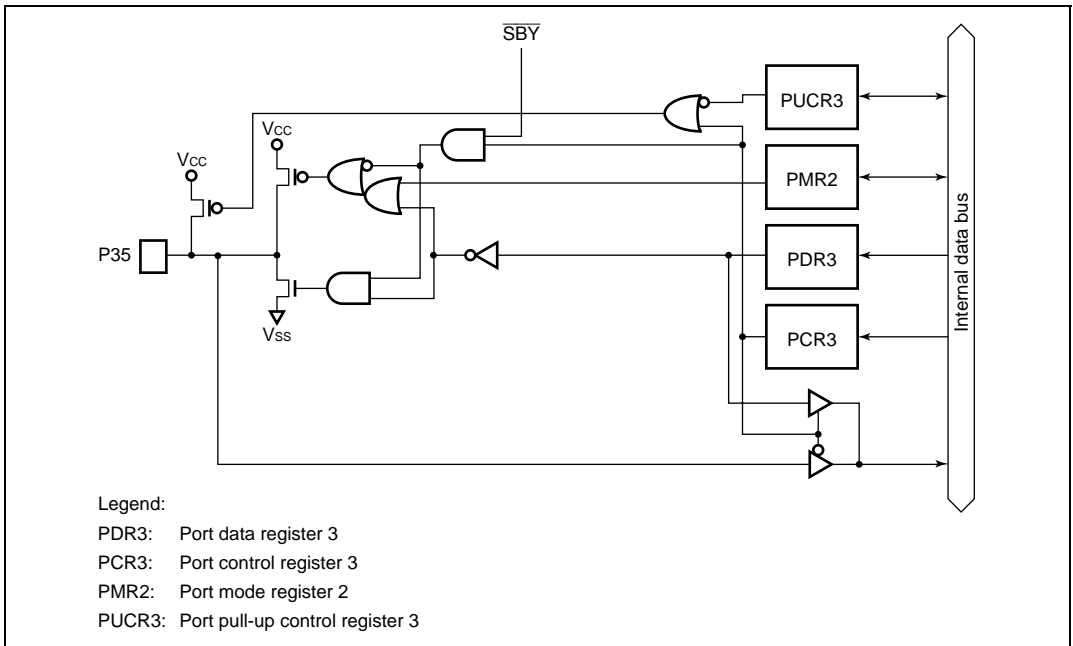 SBY
PUCR3
VCC
VCC
PMR2
P35
PDR3
VSS
PCR3
Internal data bus
Legend:
PDR3: Port data register 3
PCR3: Port control register 3
PMR2: Port mode register 2
PUCR3: Port pull-up control register 3